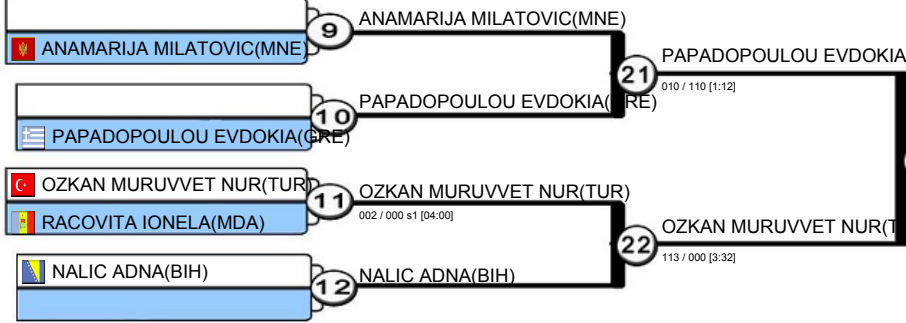 ANAMARIJA MILATOVIC(MNE)
9
ANAMARIJA MILATOVIC(MNE)
PAPADOPOULOU EVDOKIA
21
010 / 110 [1:12]
PAPADOPOULOU EVDOKIA(GRE)
10
PAPADOPOULOU EVDOKIA( RE)
OZKAN MURUVVET NUR(TUR)
11
OZKAN MURUVVET NUR(TUR)
RACOVITA IONELA(MDA)
002 / 000 s1 [04:00]
OZKAN MURUVVET NUR(T
22
113 / 000 [3:32]
NALIC ADNA(BIH)
12
NALIC ADNA(BIH)